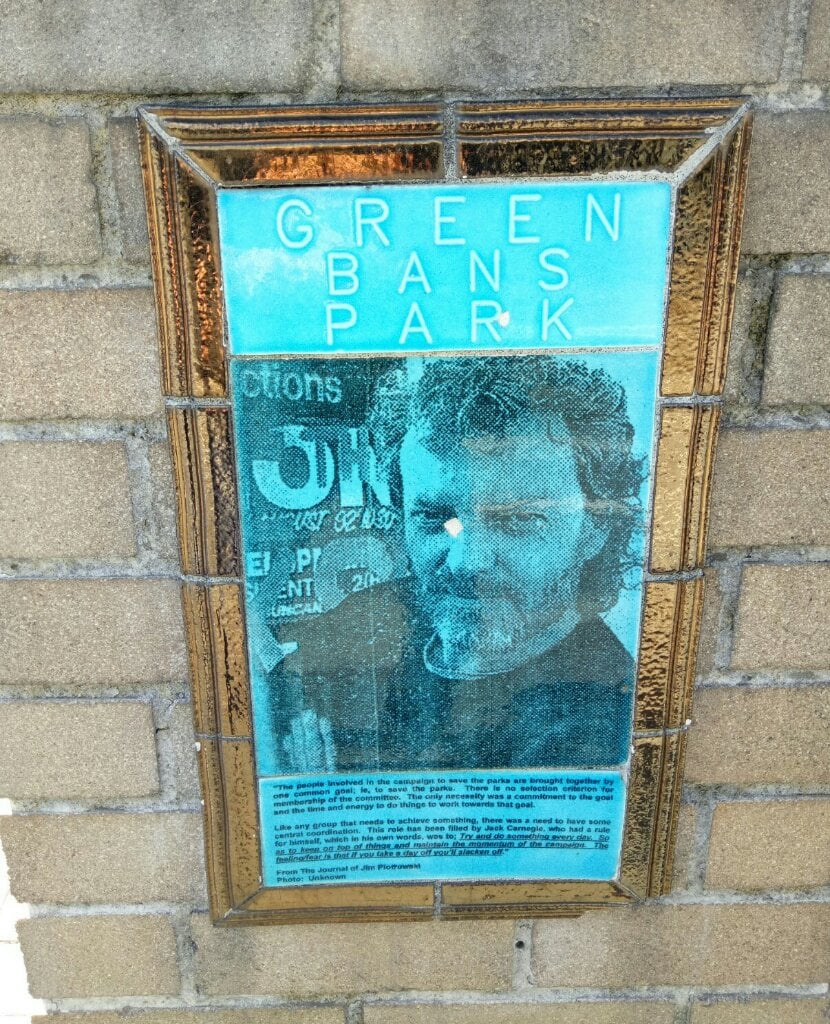 GREEN
BANS
PARK
ctions
"The people involved in the campaign to save the parks are brought together by
one common goal; ie, to save the parks. There is no selection criterion for
membership of the committee. The only necessity was a commitment to the goal
and the time and energy to do things to work towards that goal.
Like any group that needs to achieve something, there was a need to have some
central coordination. This role has been filled by Jack Carnegie, who had a rule
for himself, which in his own words, was to; Try and do something every day. So
as to keep on top of things and maintain the momentum of the campaign. The
feeling/fear is that if you take a day off you'll slacken off."
From The Journal of Jim Piotrowski
Photo: Unknown